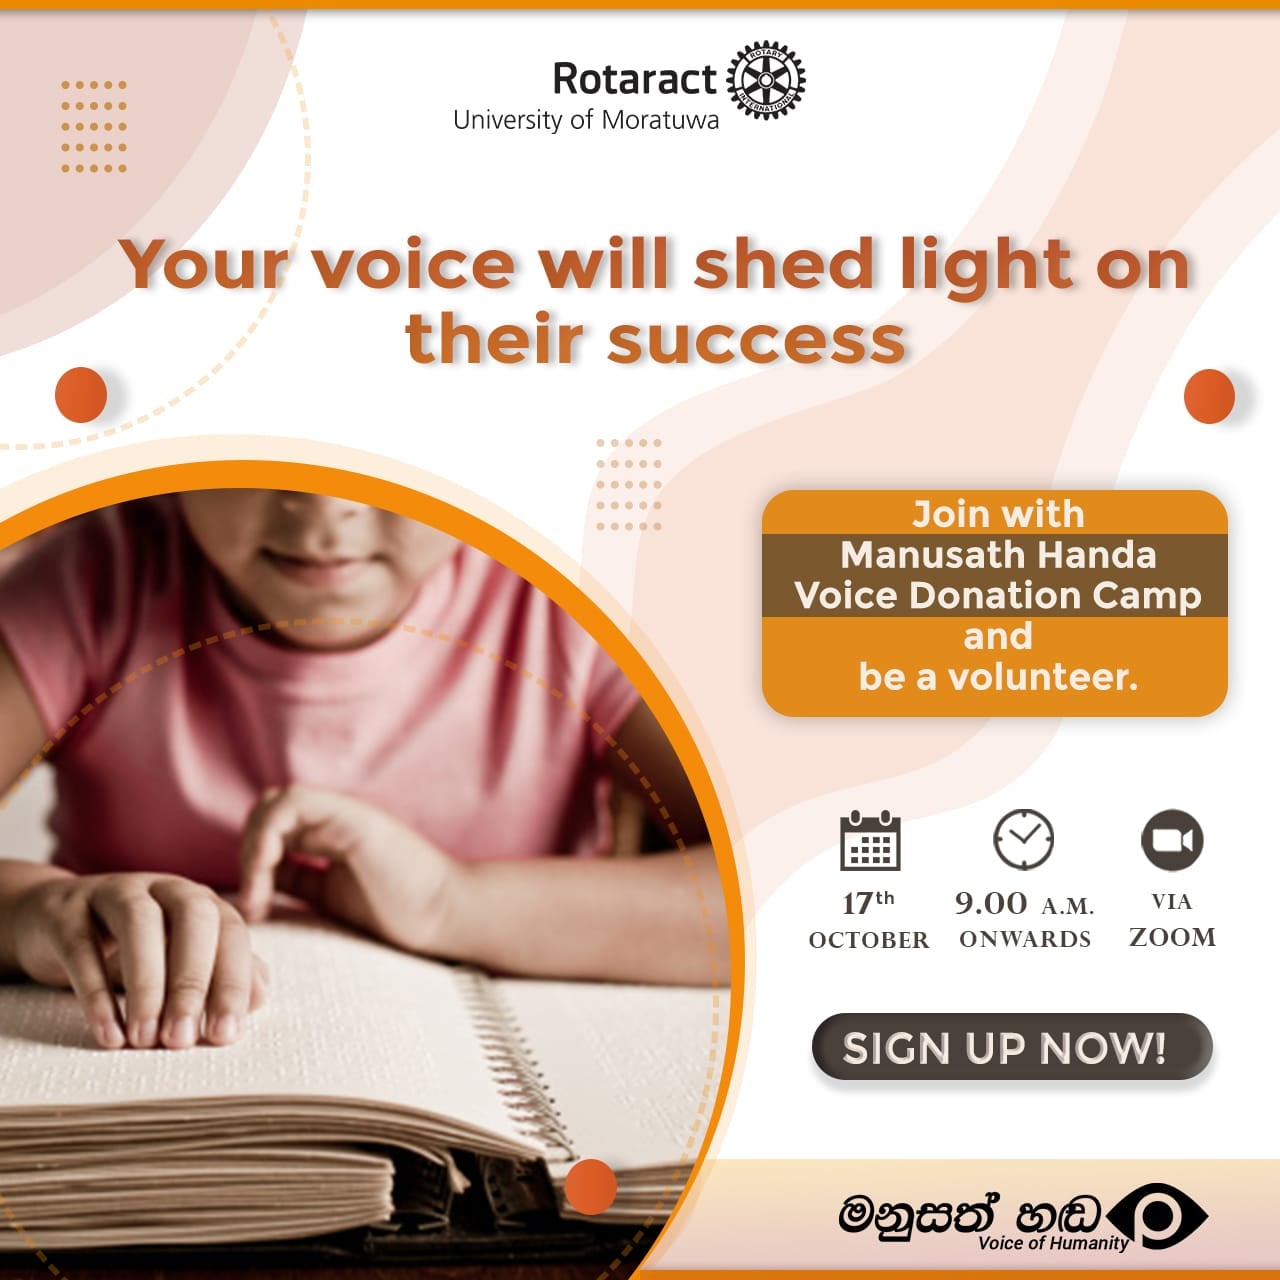 Rotaract
University of Moratuwa
ROTARY
INTERNATIONAL
Your voice will shed light on
their success
Join with
Manusath Handa
Voice Donation Camp
and
be a volunteer.
17th
OCTOBER
9.00 A.M.
ONWARDS
VIA
ZOOM
SIGN UP NOW!
මනුසත් හඬ
Voice of Humanity